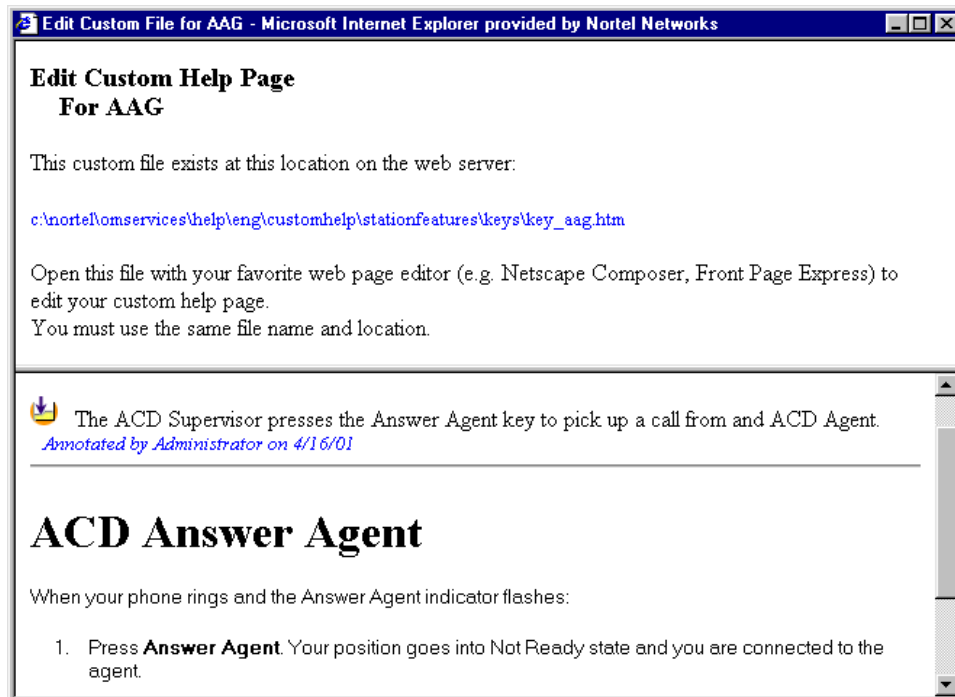 Edit Custom File for AAG - Microsoft Internet Explorer provided by Nortel Networks
Edit Custom Help Page
For AAG
This custom file exists at this location on the web server:
c:\nortel\omservices\help\eng\customhelp\stationfeatures\keys\key_aag.htm
Open this file with your favorite web page editor (e.g. Netscape Composer, Front Page Express) to
edit your custom help page.
You must use the same file name and location.
The ACD Supervisor presses the Answer Agent key to pick up a call from and ACD Agent.
Annotated by Administrator on 4/16/01
ACD Answer Agent
When your phone rings and the Answer Agent indicator flashes:
1. Press Answer Agent. Your position goes into Not Ready state and you are connected to the
agent.